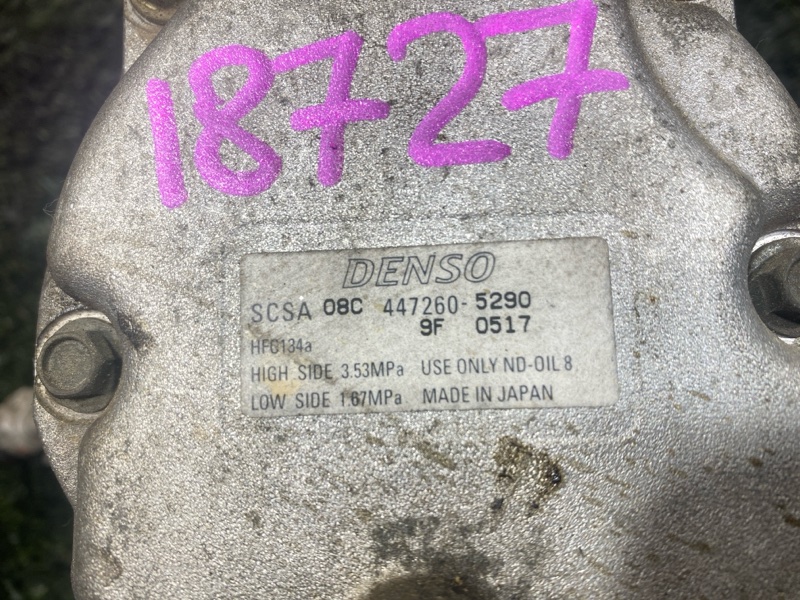 18727
DENSO
SCSA 08C 447260-5290
9F 0517
HFC134a
HIGH SIDE 3.53MPa USE ONLY ND-OIL 8
LOW SIDE 1.67MPa MADE IN JAPAN